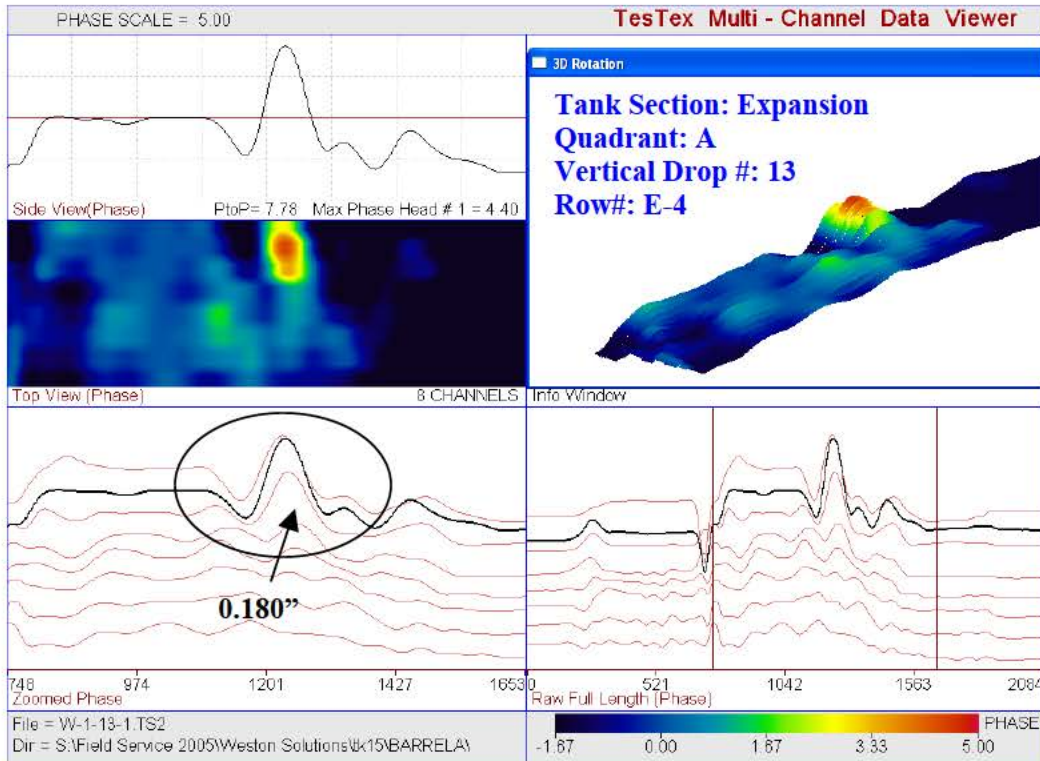 PHASE SCALE = 5.00
TesTex Multi - Channel Data Viewer
Side View(Phase) PtoP= 7.78 Max Phase Head # 1 = 4.40
3D Rotation
Tank Section: Expansion
Quadrant: A
Vertical Drop #: 13
Row#: E-4
Top View (Phase) 8 CHANNELS
Info Window
0.180”
748 974 1201 1427 1653
Zoomed Phase
0 521 1042 1563 2084
Raw Full Length (Phase)
File = W-1-13-1.TS2
Dir = S:\Field Service 2005\Weston Solutions\tk15\BARRELA\
PHASE
-1.67 0.00 1.67 3.33 5.00